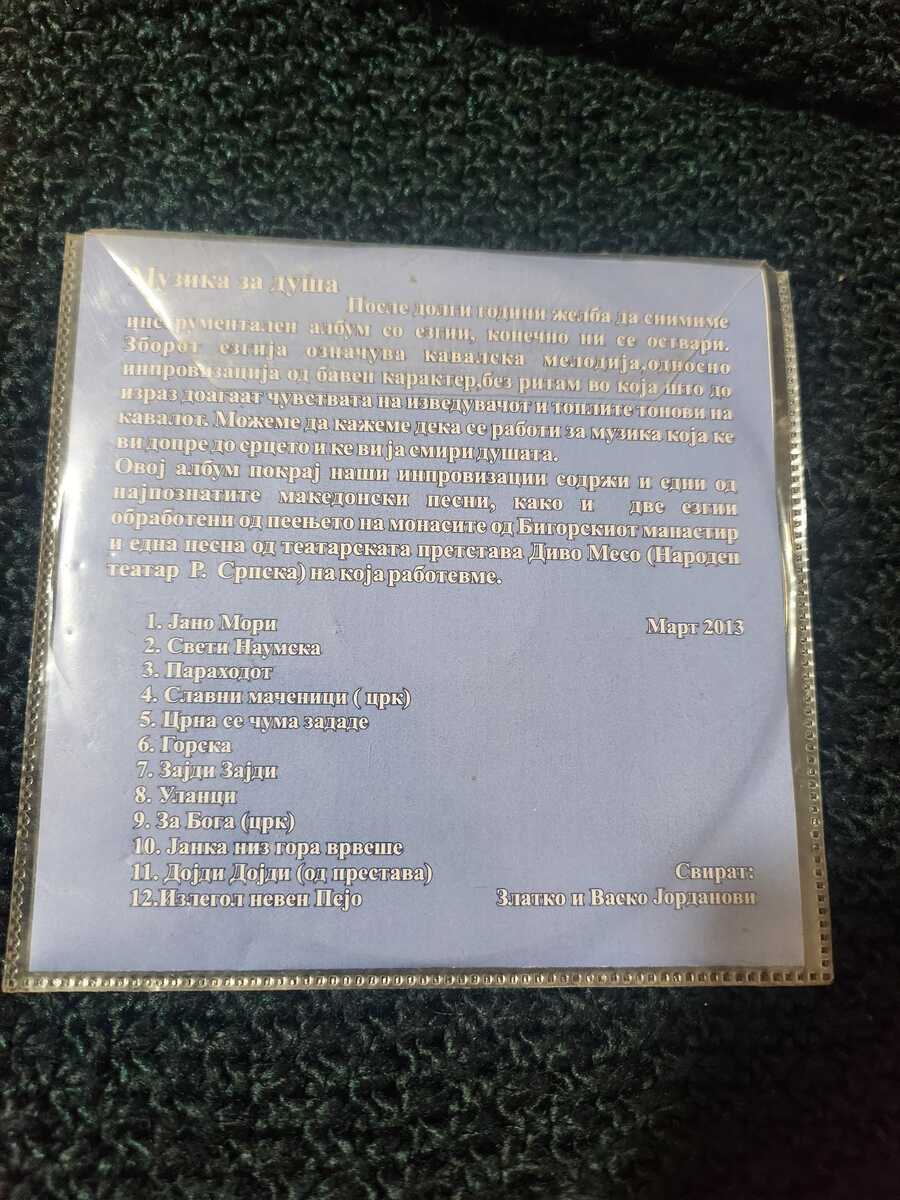 Музика за душа
После долги години желба да снимиме
инструментален албум со езгии, конечно ни се оствари.
Зборот езгија означува кавалска мелодија,односно
инпровизација од бавен карактер,без ритам во која што до
израз доаѓаат чувствата на изведувачот и топлите тонови на
кавалот. Можеме да кажеме дека се работи за музика која ке
ви допре до срцето и ке ви ја смири душата.
Овој албум покрај наши инпровизации содржи и едни од
најпознатите македонски песни, како и две езгии
обработени од пеењето на монасите од Бигорскиот манастир
и една песна од театарската претстава Диво Месо (Народен
театар Р. Српска) на која работевме.
1. Јано Мори
Март 2013
2. Свети Наумска
3. Параходот
4. Славни маченици ( црк)
5. Црна се чума зададе
6. Горска
7. Зајди Зајди
8. Уланци
9. За Бога (црк)
10. Јанка низ гора врвеше
11. Дојди Дојди (од престава)
Свират:
12.Излегол невен Пејо
Златко и Васко Јорданови